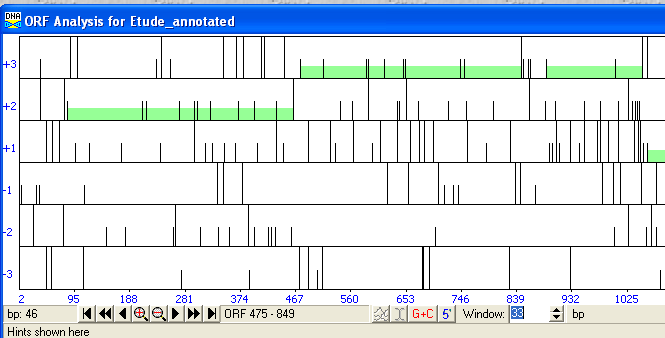 DNA ORF Analysis for Etude_annotated
+3
+2
+1
-1
-2
-3
2 95 188 281 374 467 560 653 746 839 932 1025
bp: 46 ORF 475 - 849 G+C 5' Window: 33 bp
Hints shown here